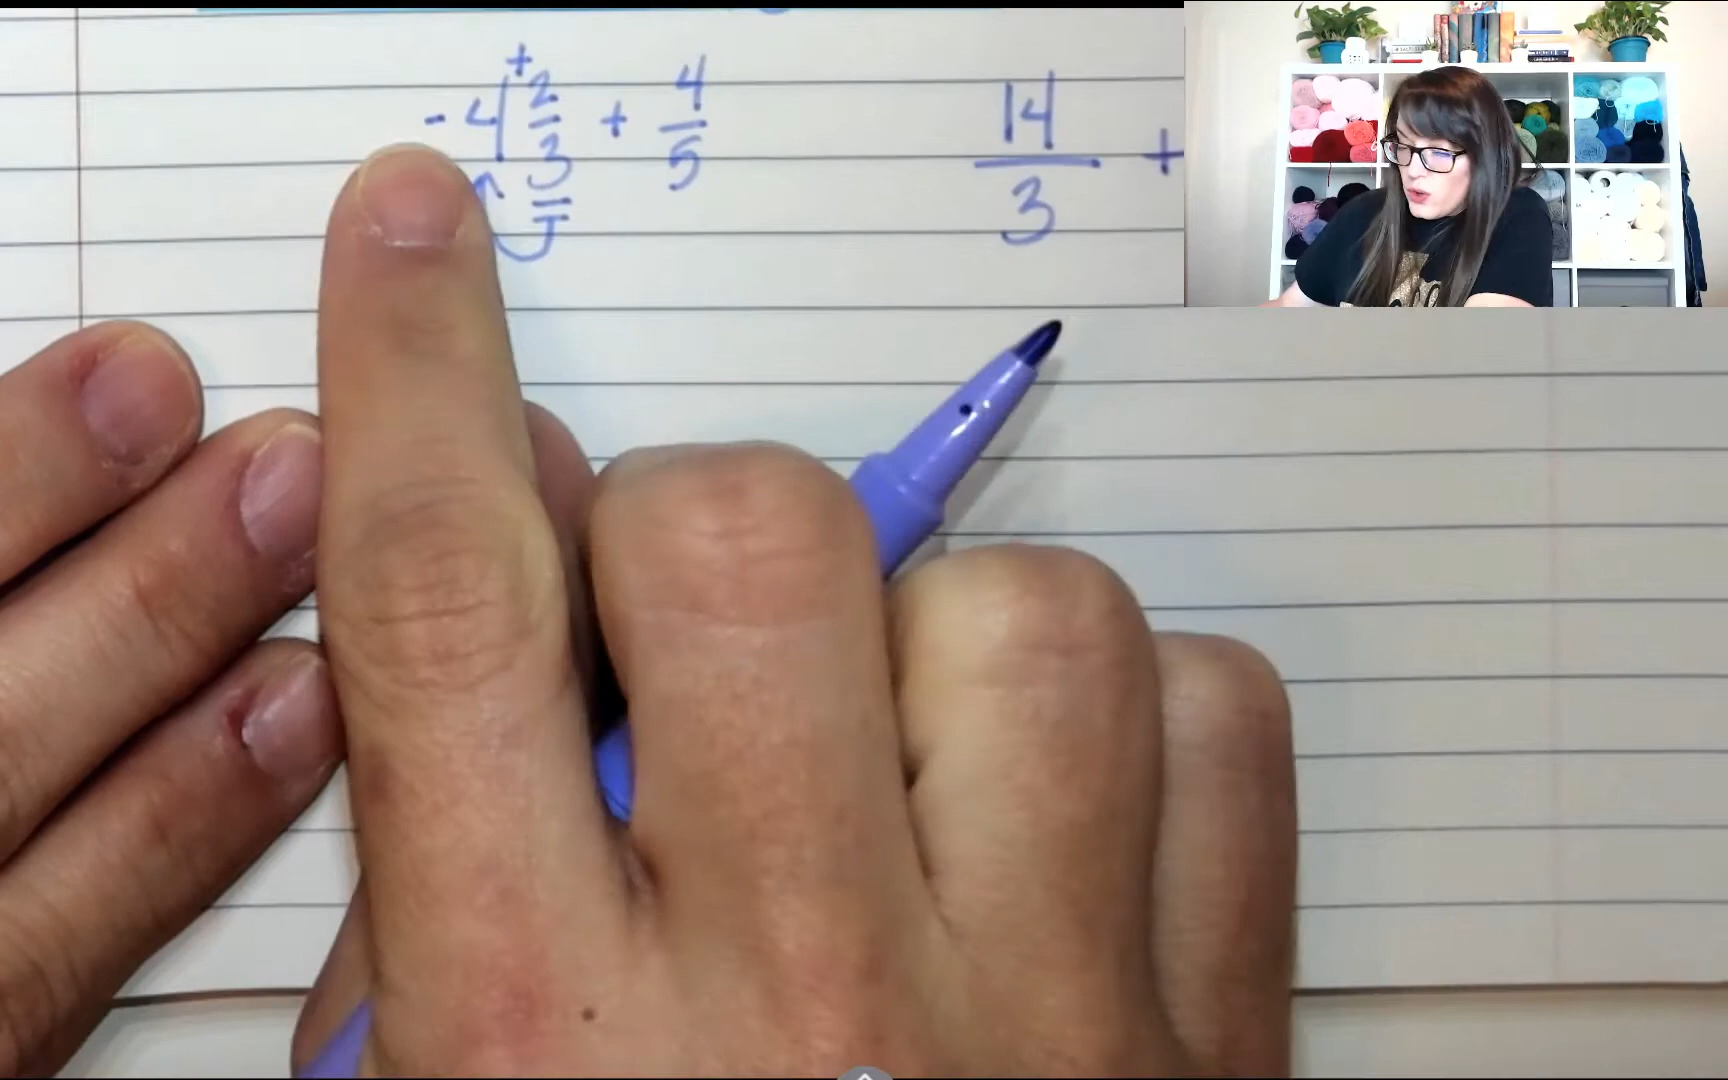 +
- 4 2/3 + 4/5
14/3 +